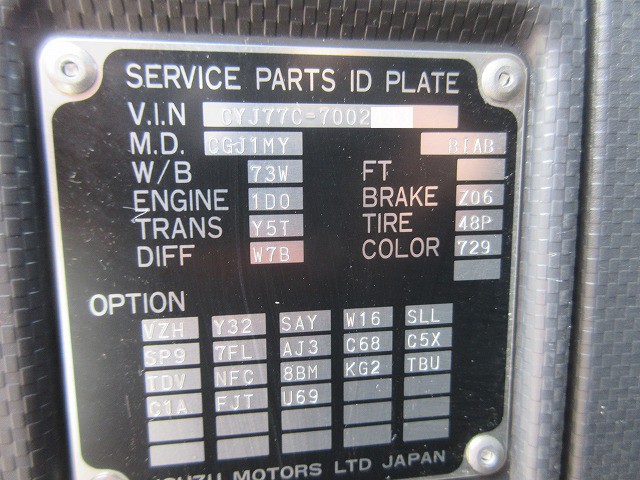 SERVICE PARTS ID PLATE
V.I.N CYJ77C-7002
M.D. CGJ1MY B1AB
W/B 73W FT
ENGINE 1D0 BRAKE Z06
TRANS Y5T TIRE 48P
DIFF W7B COLOR 729
OPTION
VZH Y32 SAY W16 SLL
SP9 7FL AJ3 C68 C5X
TDV NFC 8BM KG2 TBU
C1A FJT U69
ISUZU MOTORS LTD JAPAN